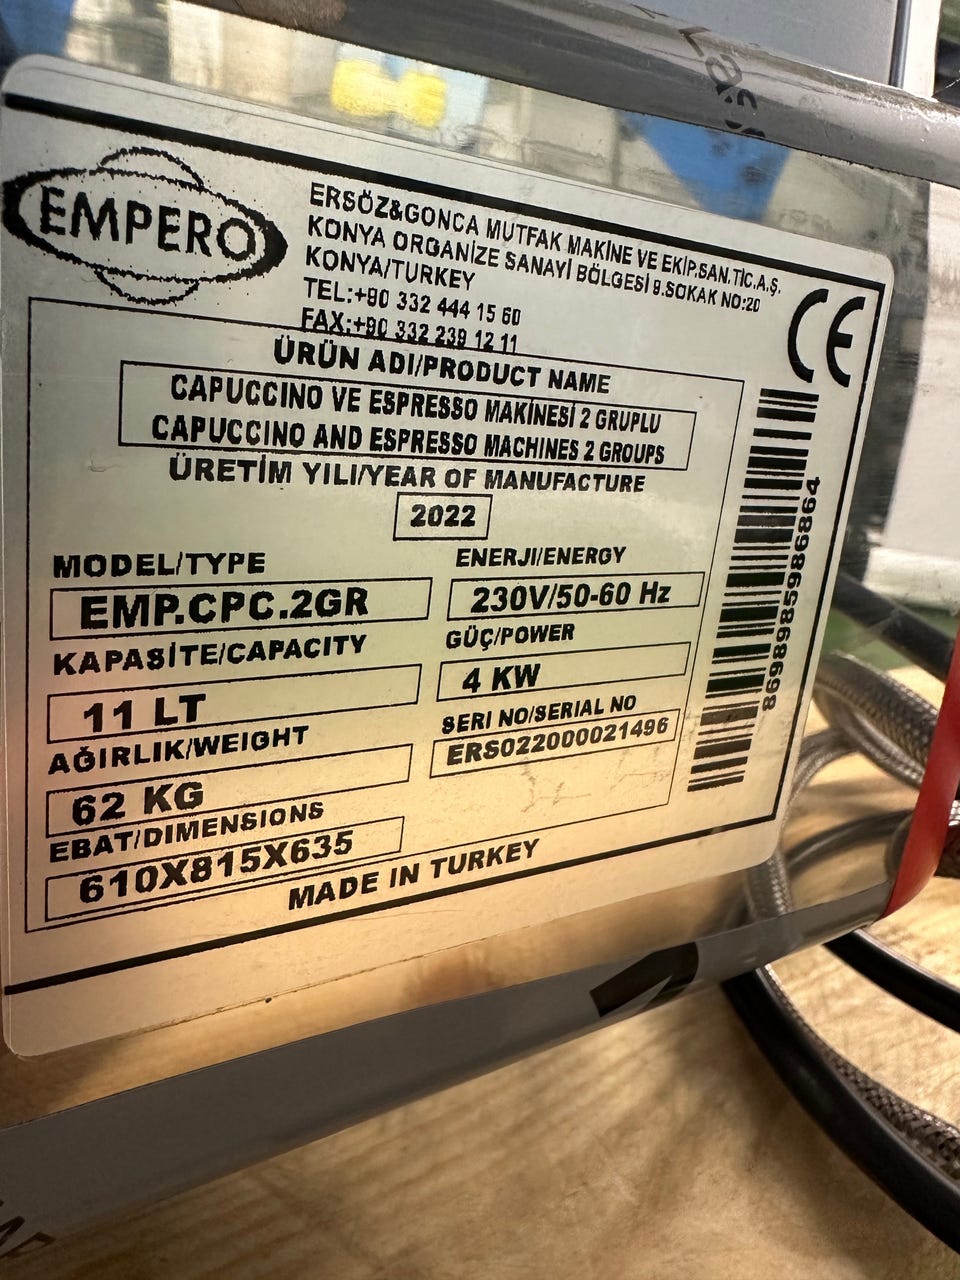 EMPERO
ERSÖZ&GONCA MUTFAK MAKİNE VE EKİP.SAN.TİC.A.Ş.
KONYA ORGANİZE SANAYİ BÖLGESİ 9.SOKAK NO:20
KONYA/TURKEY
TEL:+90 332 444 15 60
FAX:+90 332 239 12 11
CE
ÜRÜN ADI/PRODUCT NAME
CAPUCCINO VE ESPRESSO MAKİNESİ 2 GRUPLU
CAPUCCINO AND ESPRESSO MACHINES 2 GROUPS
ÜRETİM YILI/YEAR OF MANUFACTURE
2022
MODEL/TYPE
EMP.CPC.2GR
ENERJI/ENERGY
230V/50-60 Hz
KAPASİTE/CAPACITY
11 LT
GÜÇ/POWER
4 KW
AĞIRLIK/WEIGHT
62 KG
SERI NO/SERIAL NO
ERS022000021496
EBAT/DIMENSIONS
610X815X635
MADE IN TURKEY
8698985986864